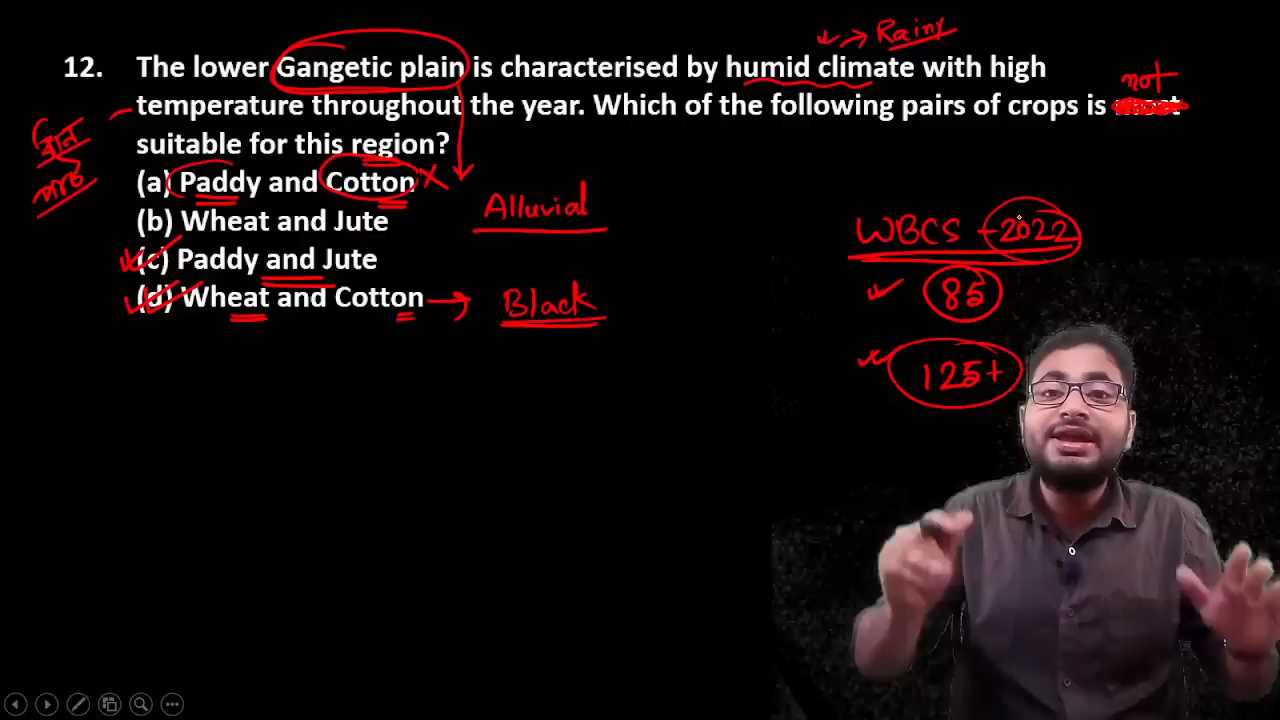 → Rainy
12. The lower Gangetic plain is characterised by humid climate with high
not
temperature throughout the year. Which of the following pairs of crops is
suitable for this region?
(a) Paddy and Cotton X
Alluvial
(b) Wheat and Jute
(c) Paddy and Jute
(d) Wheat and Cotton → Black
WBCS - 2022
85
125+